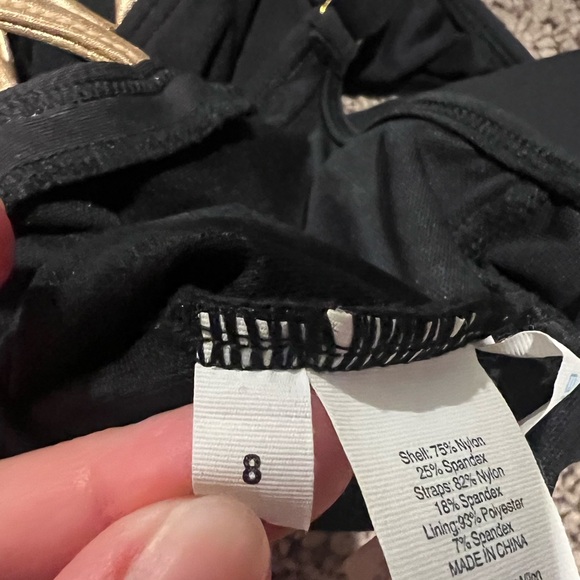 8
Shell: 75% Nylon
25% Spandex
Straps: 82% Nylon
18% Spandex
Lining:93% Polyester
7% Spandex
MADE IN CHINA
Nylon